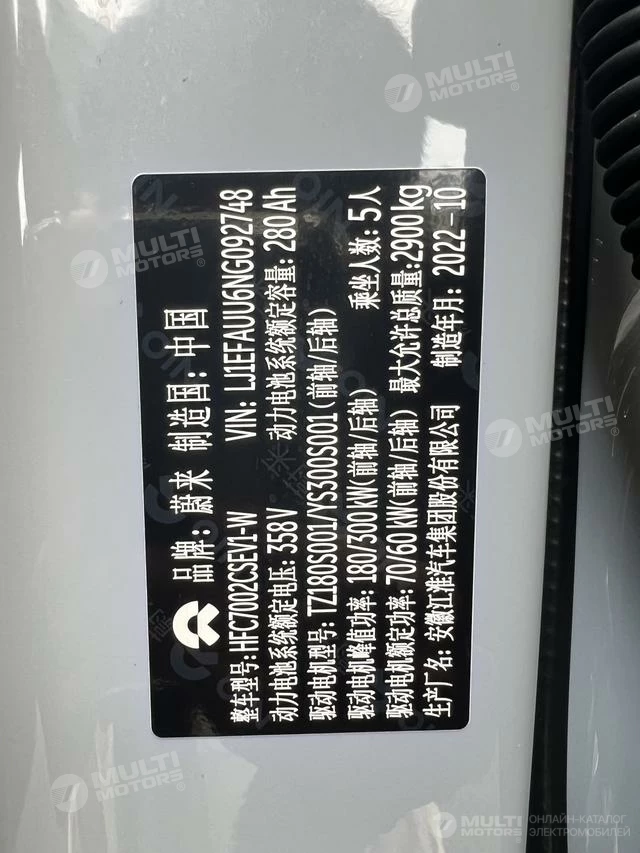 品牌: 蔚来 制造国: 中国
整车型号: HFC7002CSEV1-W VIN: LJ1EFAUU6NG092748
动力电池系统额定电压: 358V 动力电池系统额定容量: 280Ah
驱动电机型号: TZ180S001/YS300S001(前轴/后轴)
驱动电机峰值功率: 180/300kW(前轴/后轴) 乘坐人数: 5人
驱动电机额定功率: 70/60kW(前轴/后轴) 最大允许总质量: 2900kg
生产厂名: 安徽江淮汽车集团股份有限公司 制造年月: 2022-10
MULTI MOTORS®
MULTI MOTORS®
MULTI MOTORS®
MULTI MOTORS®
MULTI MOTORS ОНЛАЙН-КАТАЛОГ ЭЛЕКТРОМОБИЛЕЙ